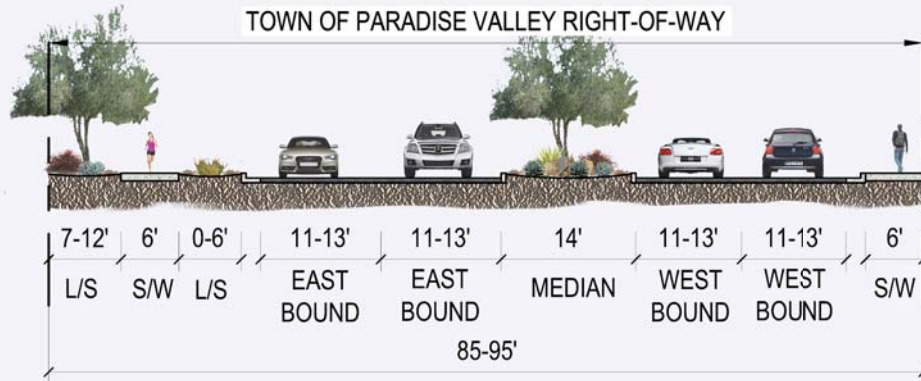 TOWN OF PARADISE VALLEY RIGHT-OF-WAY
7-12' 6' 0-6' 11-13' 11-13' 14' 11-13' 11-13' 6'
L/S S/W L/S EAST EAST MEDIAN WEST WEST S/W
BOUND BOUND BOUND BOUND
85-95'